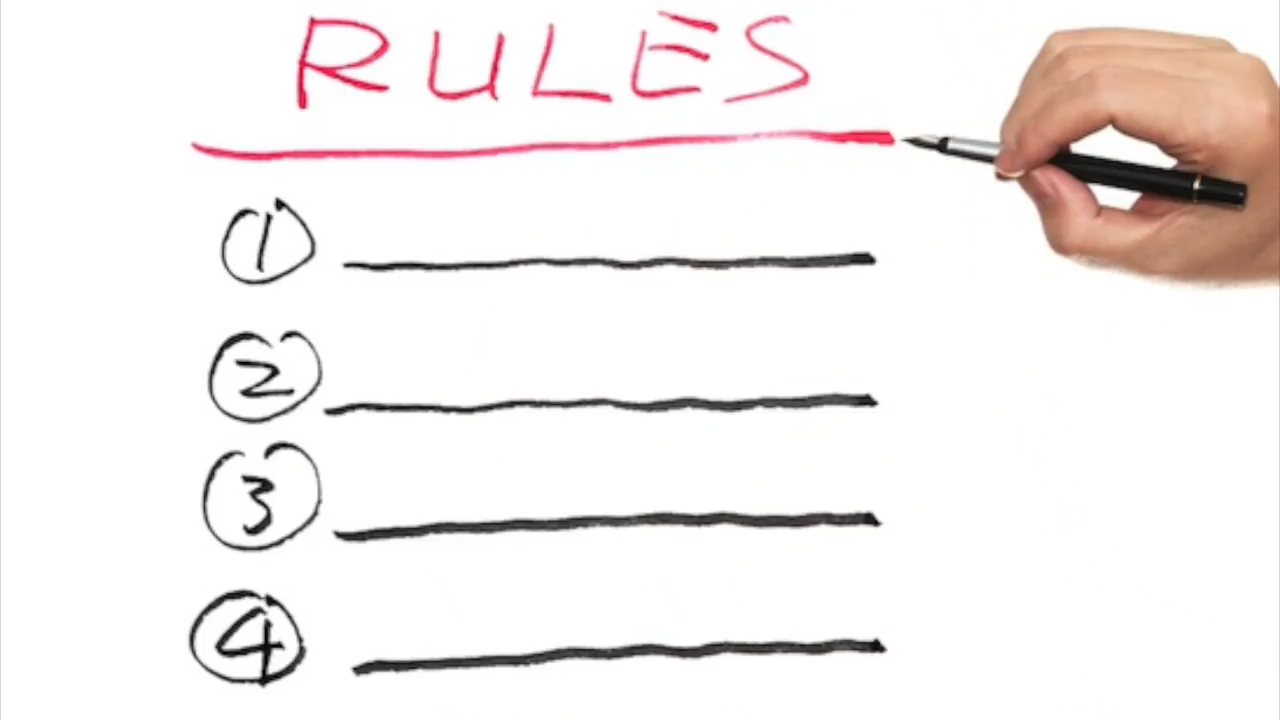 RULES
①
②
③
④